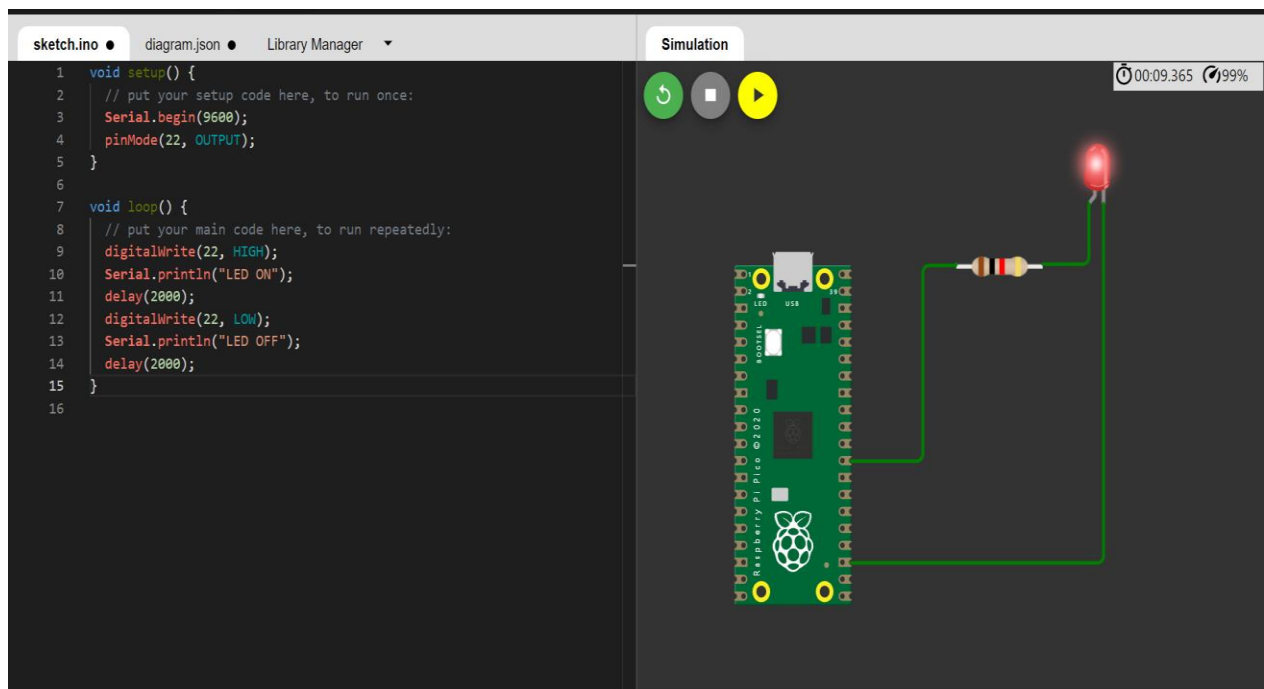 sketch.ino ● diagram.json ● Library Manager
1 void setup() {
2 // put your setup code here, to run once:
3 Serial.begin(9600);
4 pinMode(22, OUTPUT);
5 }
6
7 void loop() {
8 // put your main code here, to run repeatedly:
9 digitalWrite(22, HIGH);
10 Serial.println("LED ON");
11 delay(2000);
12 digitalWrite(22, LOW);
13 Serial.println("LED OFF");
14 delay(2000);
15 }
16
Simulation
00:09.365 99%
1
2
39
LED USB
BOOTSEL
Raspberry Pi Pico ©2020